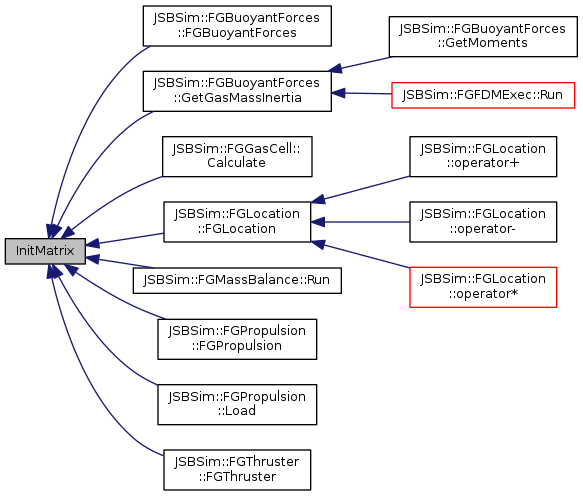 InitMatrix
JSBSim::FGBuoyantForces
::FGBuoyantForces
JSBSim::FGBuoyantForces
::GetGasMassInertia
JSBSim::FGBuoyantForces
::GetMoments
JSBSim::FGFDMExec::Run
JSBSim::FGGasCell::
Calculate
JSBSim::FGLocation
::FGLocation
JSBSim::FGLocation
::operator+
JSBSim::FGLocation
::operator-
JSBSim::FGLocation
::operator*
JSBSim::FGMassBalance::Run
JSBSim::FGPropulsion
::FGPropulsion
JSBSim::FGPropulsion
::Load
JSBSim::FGThruster
::FGThruster